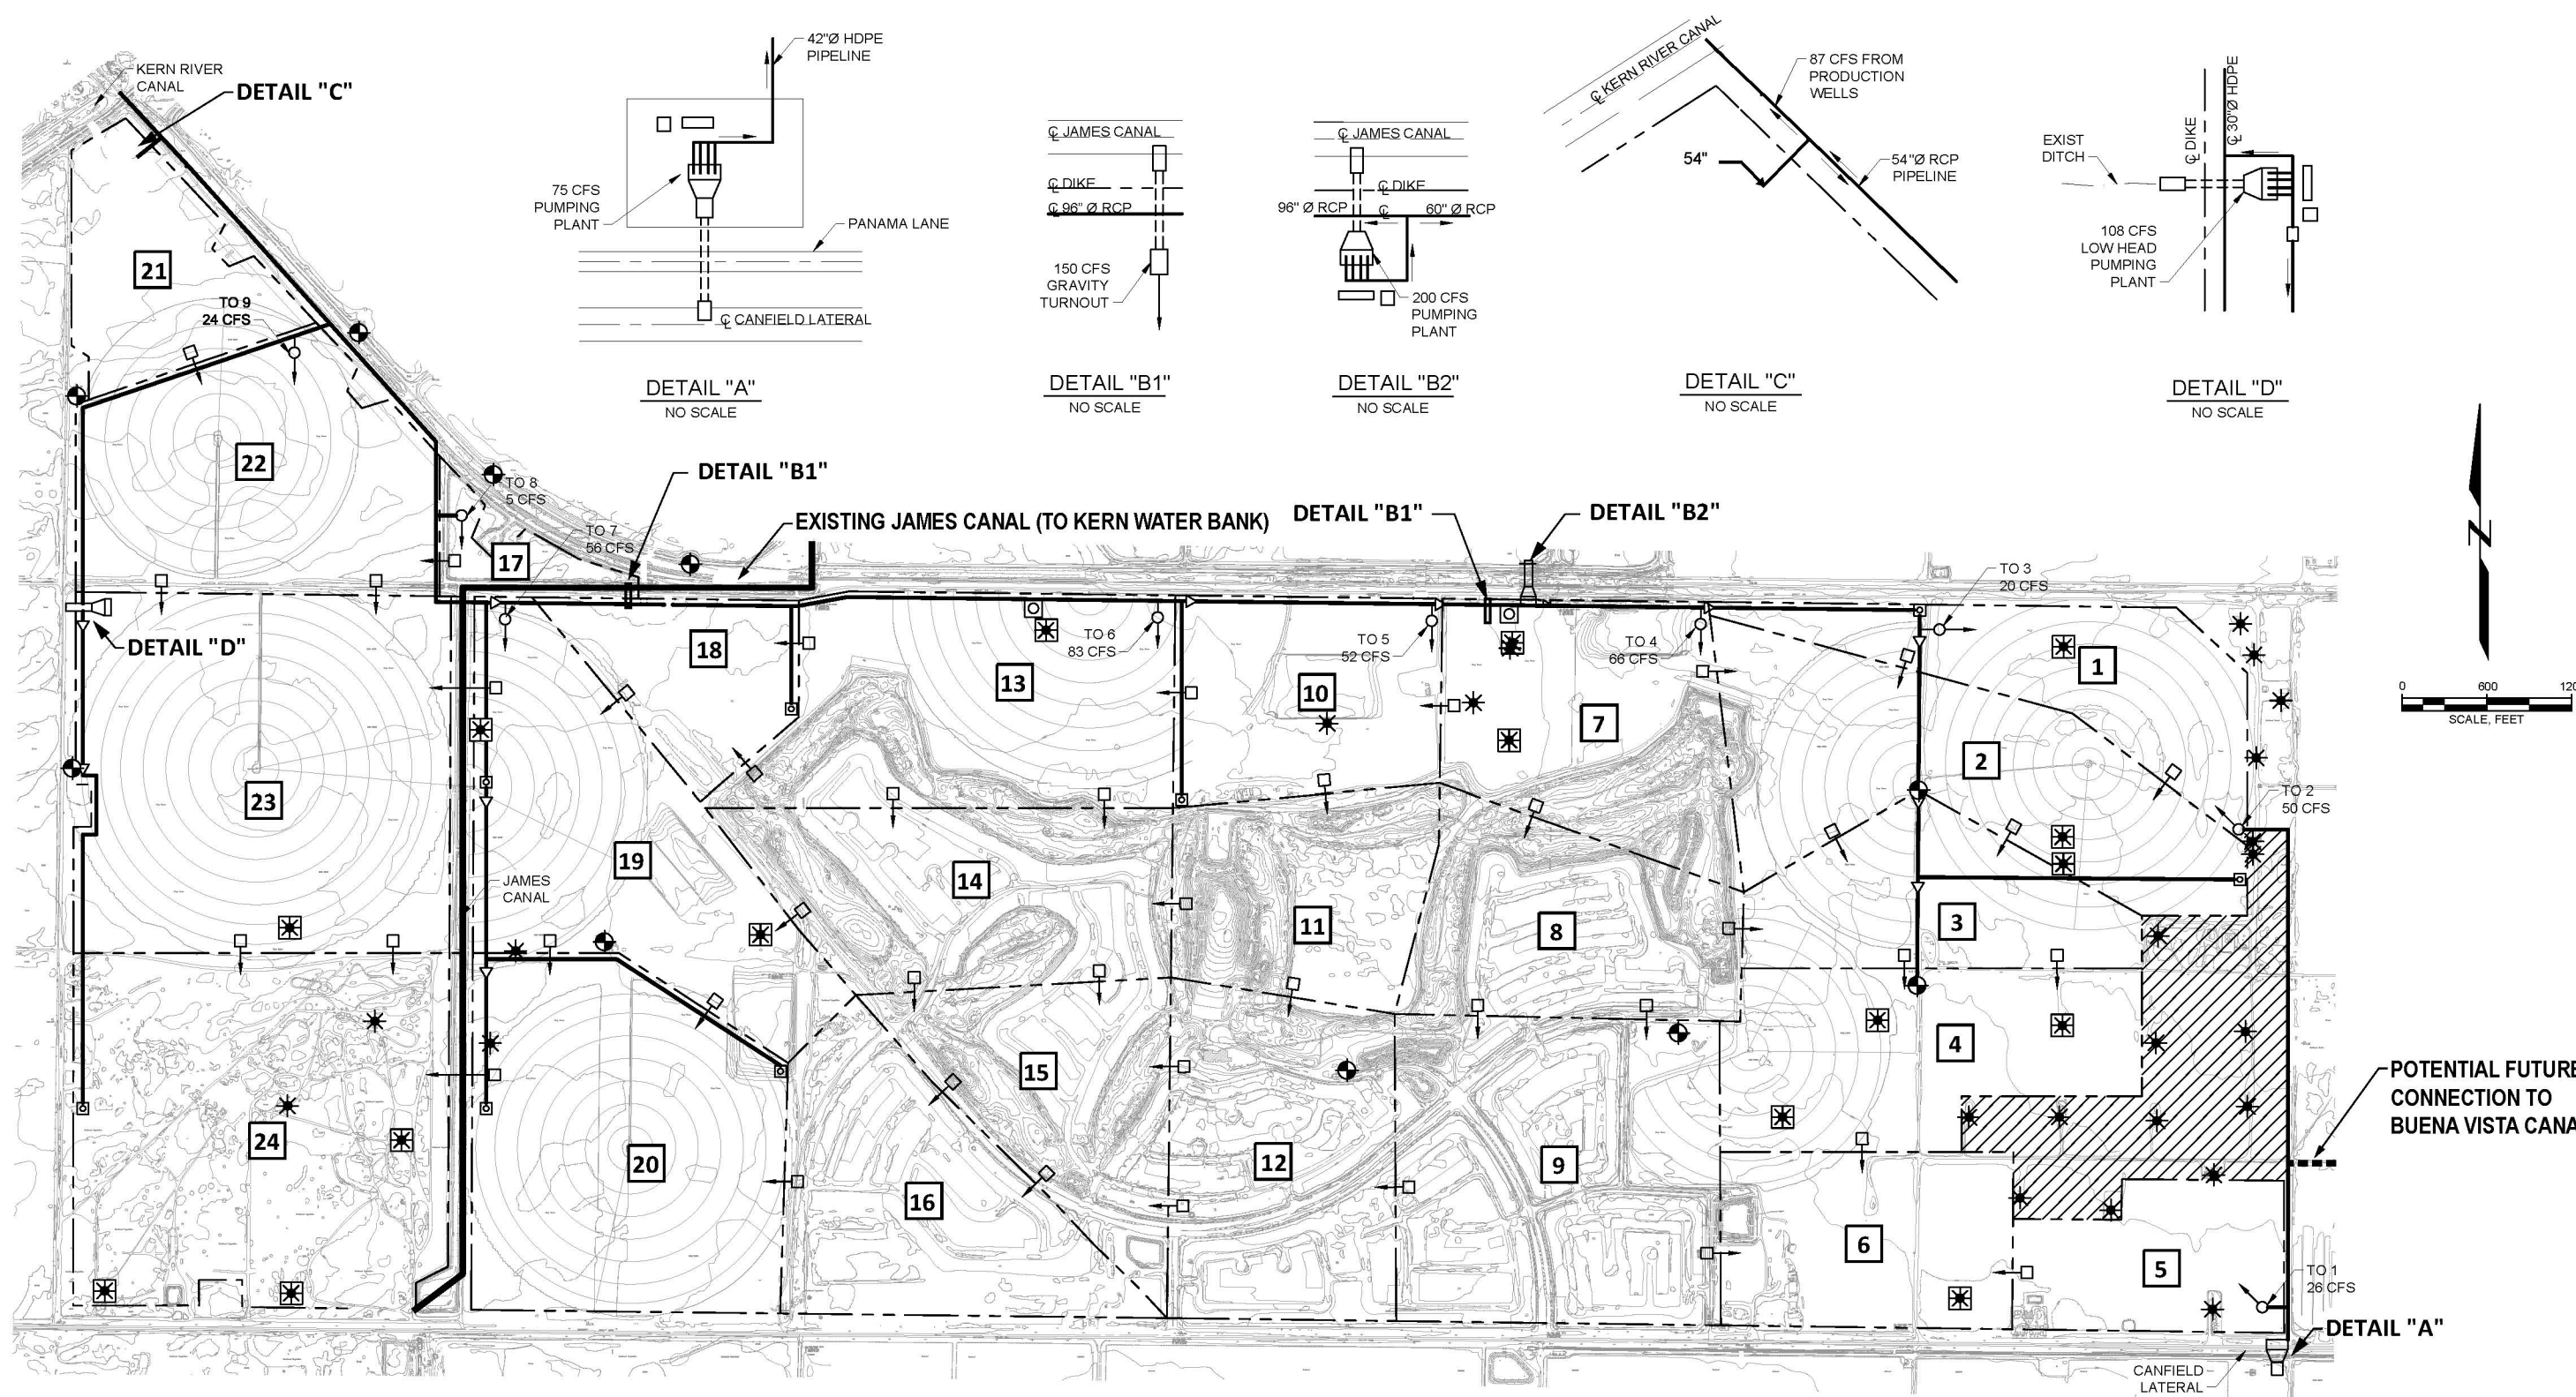 KERN RIVER
CANAL
DETAIL "C"
42"Ø HDPE
PIPELINE
75 CFS
PUMPING
PLANT
PANAMA LANE
℄ CANFIELD LATERAL
DETAIL "A"
NO SCALE
℄ JAMES CANAL
℄ DIKE
℄ 96" Ø RCP
150 CFS
GRAVITY
TURNOUT
DETAIL "B1"
NO SCALE
℄ JAMES CANAL
℄ DIKE
96" Ø RCP
℄
60" Ø RCP
200 CFS
PUMPING
PLANT
DETAIL "B2"
NO SCALE
℄ KERN RIVER CANAL
87 CFS FROM
PRODUCTION
WELLS
54"
54"Ø RCP
PIPELINE
DETAIL "C"
NO SCALE
EXIST
DITCH
℄ DIKE
℄ 30"Ø HDPE
108 CFS
LOW HEAD
PUMPING
PLANT
DETAIL "D"
NO SCALE
N
0 600 120
SCALE, FEET
21
TO 9
24 CFS
22
TO 8
5 CFS
17
TO 7
56 CFS
DETAIL "B1"
EXISTING JAMES CANAL (TO KERN WATER BANK)
DETAIL "B1"
DETAIL "B2"
TO 3
20 CFS
DETAIL "D"
18
13
TO 6
83 CFS
10
TO 5
52 CFS
TO 4
66 CFS
7
1
2
TO 2
50 CFS
23
19
JAMES
CANAL
14
11
8
3
4
24
20
15
16
12
9
6
5
POTENTIAL FUTURE
CONNECTION TO
BUENA VISTA CANA
TO 1
26 CFS
DETAIL "A"
CANFIELD
LATERAL